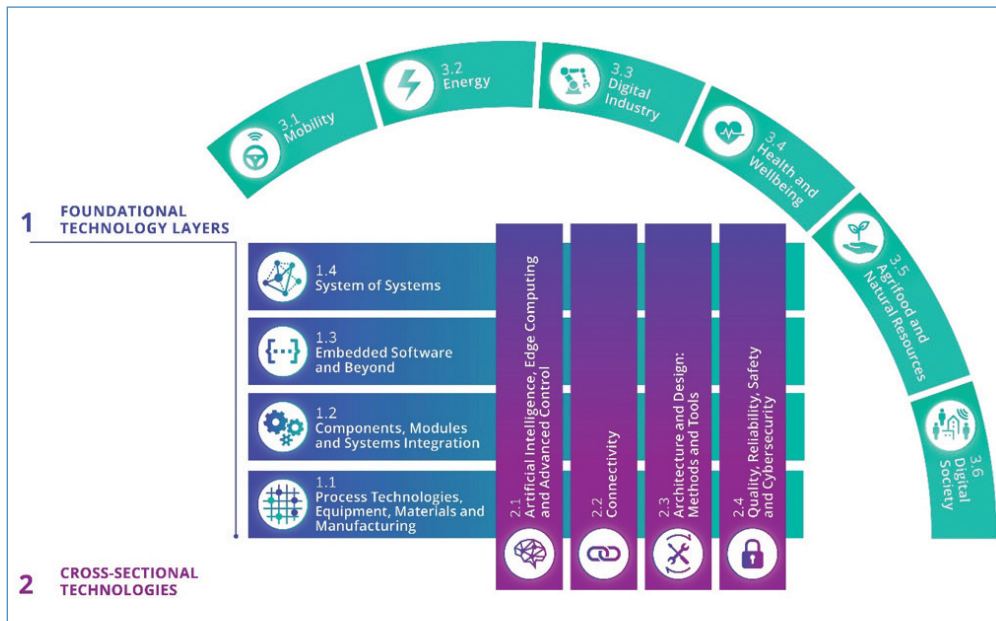 3.1
Mobility
3.2
Energy
3.3
Digital
Industry
3.4
Health and
Wellbeing
3.5
Agrifood and
Natural Resources
3.6
Digital
Society
1
FOUNDATIONAL
TECHNOLOGY LAYERS
1.4
System of Systems
1.3
Embedded Software
and Beyond
{···}
1.2
Components, Modules
and Systems Integration
1.1
Process Technologies,
Equipment, Materials and
Manufacturing
2.1
Artificial Intelligence, Edge Computing
and Advanced Control
2.2
Connectivity
2.3
Architecture and Design:
Methods and Tools
2.4
Quality, Reliability, Safety
and Cybersecurity
2
CROSS-SECTIONAL
TECHNOLOGIES